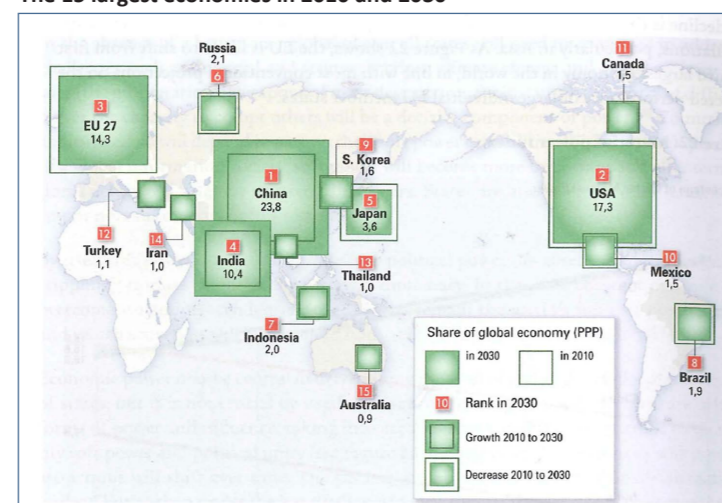 The 15 largest economies in 2010 and 2030
Russia
2,1
6
11
Canada
1,5
3
EU 27
14,3
9
S. Korea
1,6
1
China
23,8
2
USA
17,3
5
Japan
3,6
12
Turkey
1,1
14
Iran
1,0
4
India
10,4
13
Thailand
1,0
10
Mexico
1,5
7
Indonesia
2,0
8
Brazil
1,9
15
Australia
0,9
Share of global economy (PPP)
in 2030
in 2010
10 Rank in 2030
Growth 2010 to 2030
Decrease 2010 to 2030